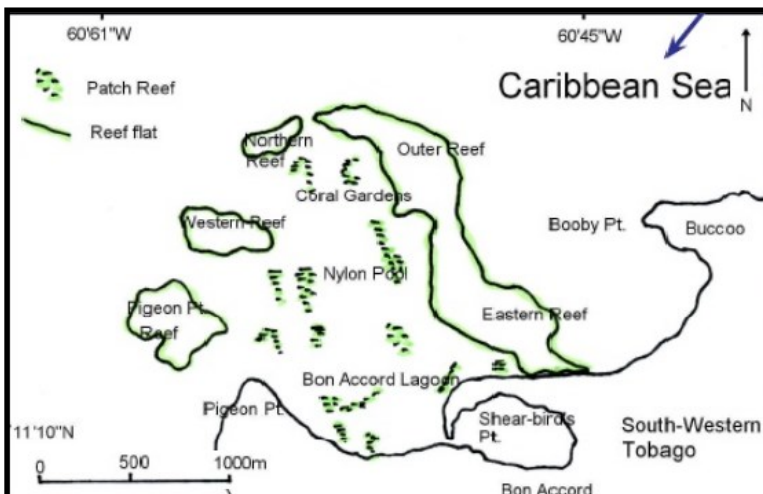 60'61"W
60'45"W
Caribbean Sea
N
Patch Reef
Reef flat
Northern
Reef
Outer Reef
Coral Gardens
Western Reef
Booby Pt.
Buccoo
Nylon Pool
Pigeon Pt.
Reef
Eastern Reef
Bon Accord Lagoon
Pigeon Pt.
Shear-bird's
Pt.
South-Western
Tobago
11'10"N
0
500
1000m
Bon Accord